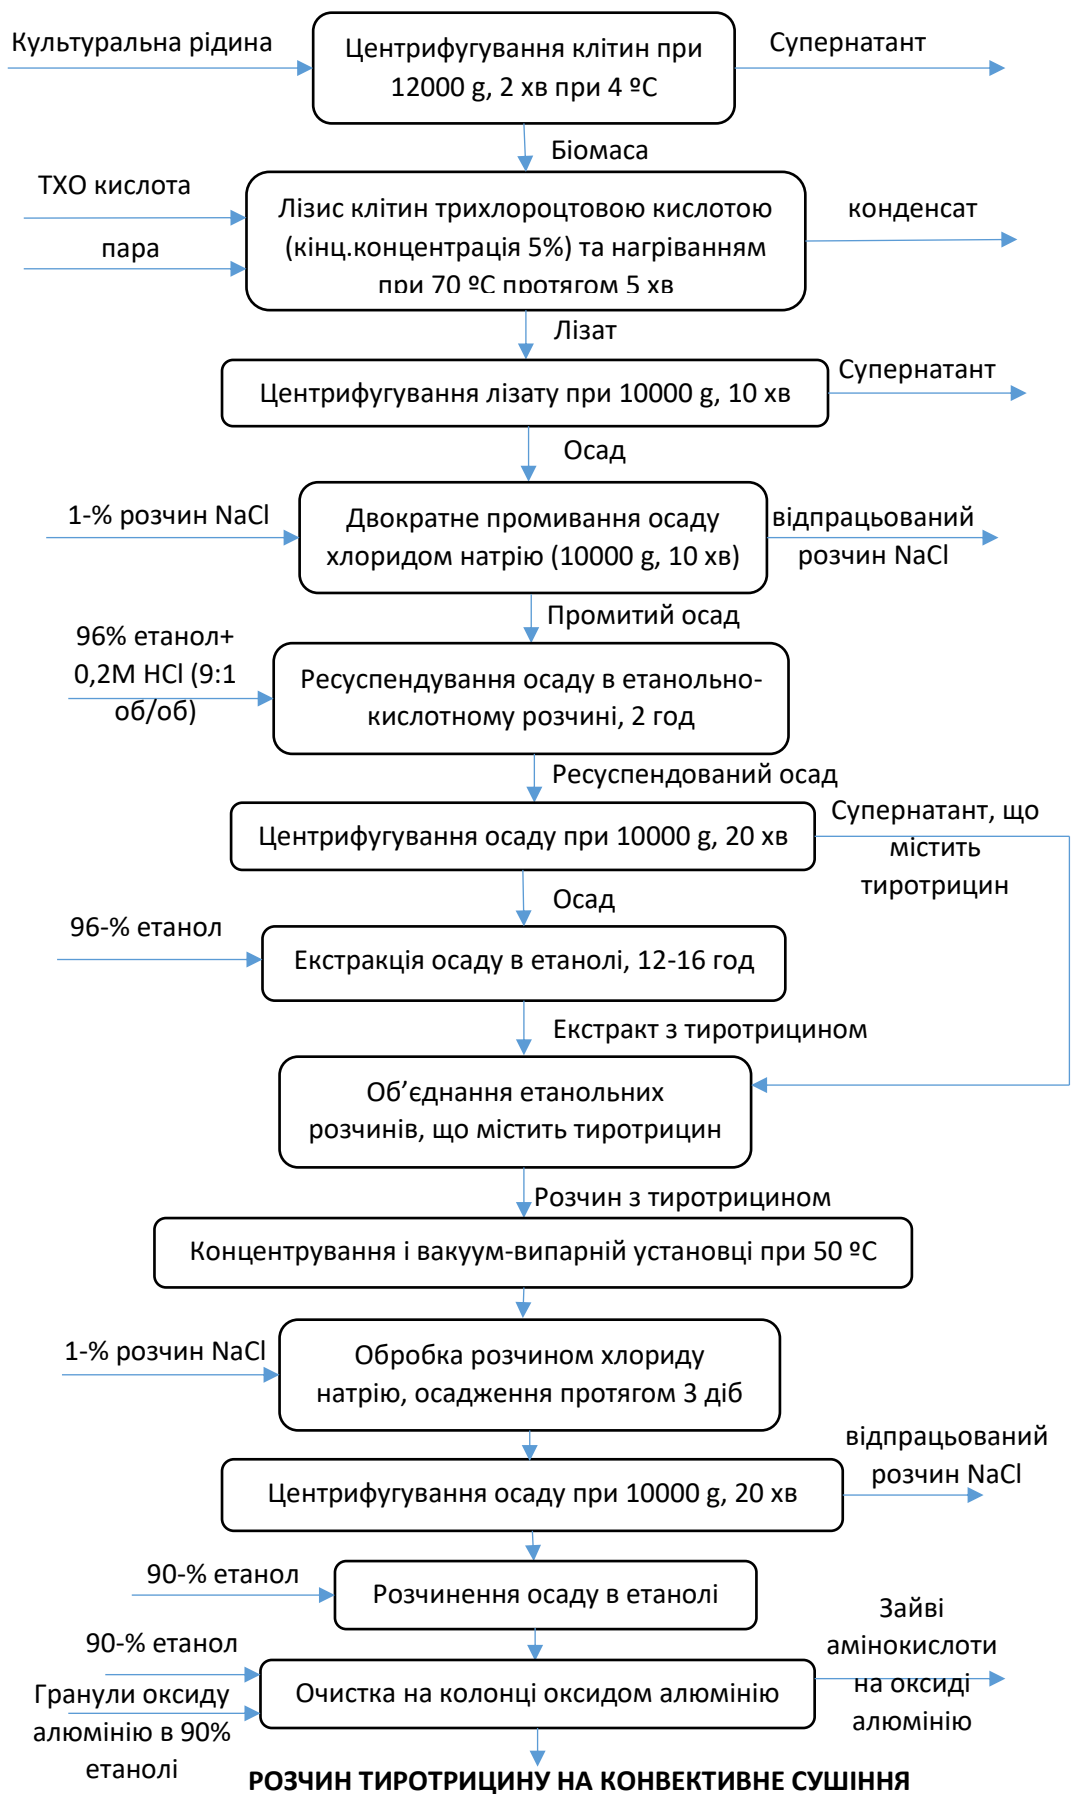 Культуральна рідина
Центрифугування клітин при
12000 g, 2 хв при 4 ºС
Супернатант
Біомаса
ТХО кислота
пара
Лізис клітин трихлороцтовою кислотою
(кінц.концентрація 5%) та нагріванням
при 70 ºС протягом 5 хв
конденсат
Лізат
Центрифугування лізату при 10000 g, 10 хв
Супернатант
Осад
1-% розчин NaCl
Двократне промивання осаду
хлоридом натрію (10000 g, 10 хв)
відпрацьований
розчин NaCl
Промитий осад
96% етанол+
0,2М HCl (9:1
об/об)
Ресуспендування осаду в етанольно-
кислотному розчині, 2 год
Ресуспендований осад
Центрифугування осаду при 10000 g, 20 хв
Супернатант, що
містить
тиротрицин
Осад
96-% етанол
Екстракція осаду в етанолі, 12-16 год
Екстракт з тиротрицином
Об’єднання етанольних
розчинів, що містить тиротрицин
Розчин з тиротрицином
Концентрування і вакуум-випарній установці при 50 ºС
1-% розчин NaCl
Обробка розчином хлориду
натрію, осадження протягом 3 діб
відпрацьований
розчин NaCl
Центрифугування осаду при 10000 g, 20 хв
90-% етанол
Розчинення осаду в етанолі
90-% етанол
Гранули оксиду
алюмінію в 90%
етанолі
Очистка на колонці оксидом алюмінію
Зайві
амінокислоти
на оксиді
алюмінію
РОЗЧИН ТИРОТРИЦИНУ НА КОНВЕКТИВНЕ СУШІННЯ